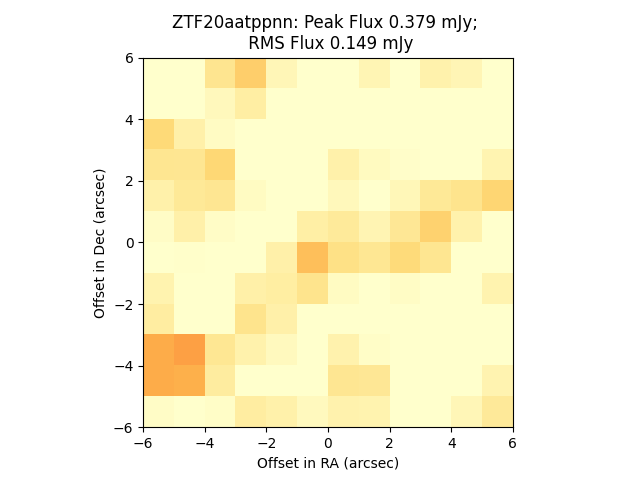 ZTF20aatppnn: Peak Flux 0.379 mJy;
RMS Flux 0.149 mJy
6
4
2
0
−2
−4
−6
Offset in Dec (arcsec)
−6 −4 −2 0 2 4 6
Offset in RA (arcsec)